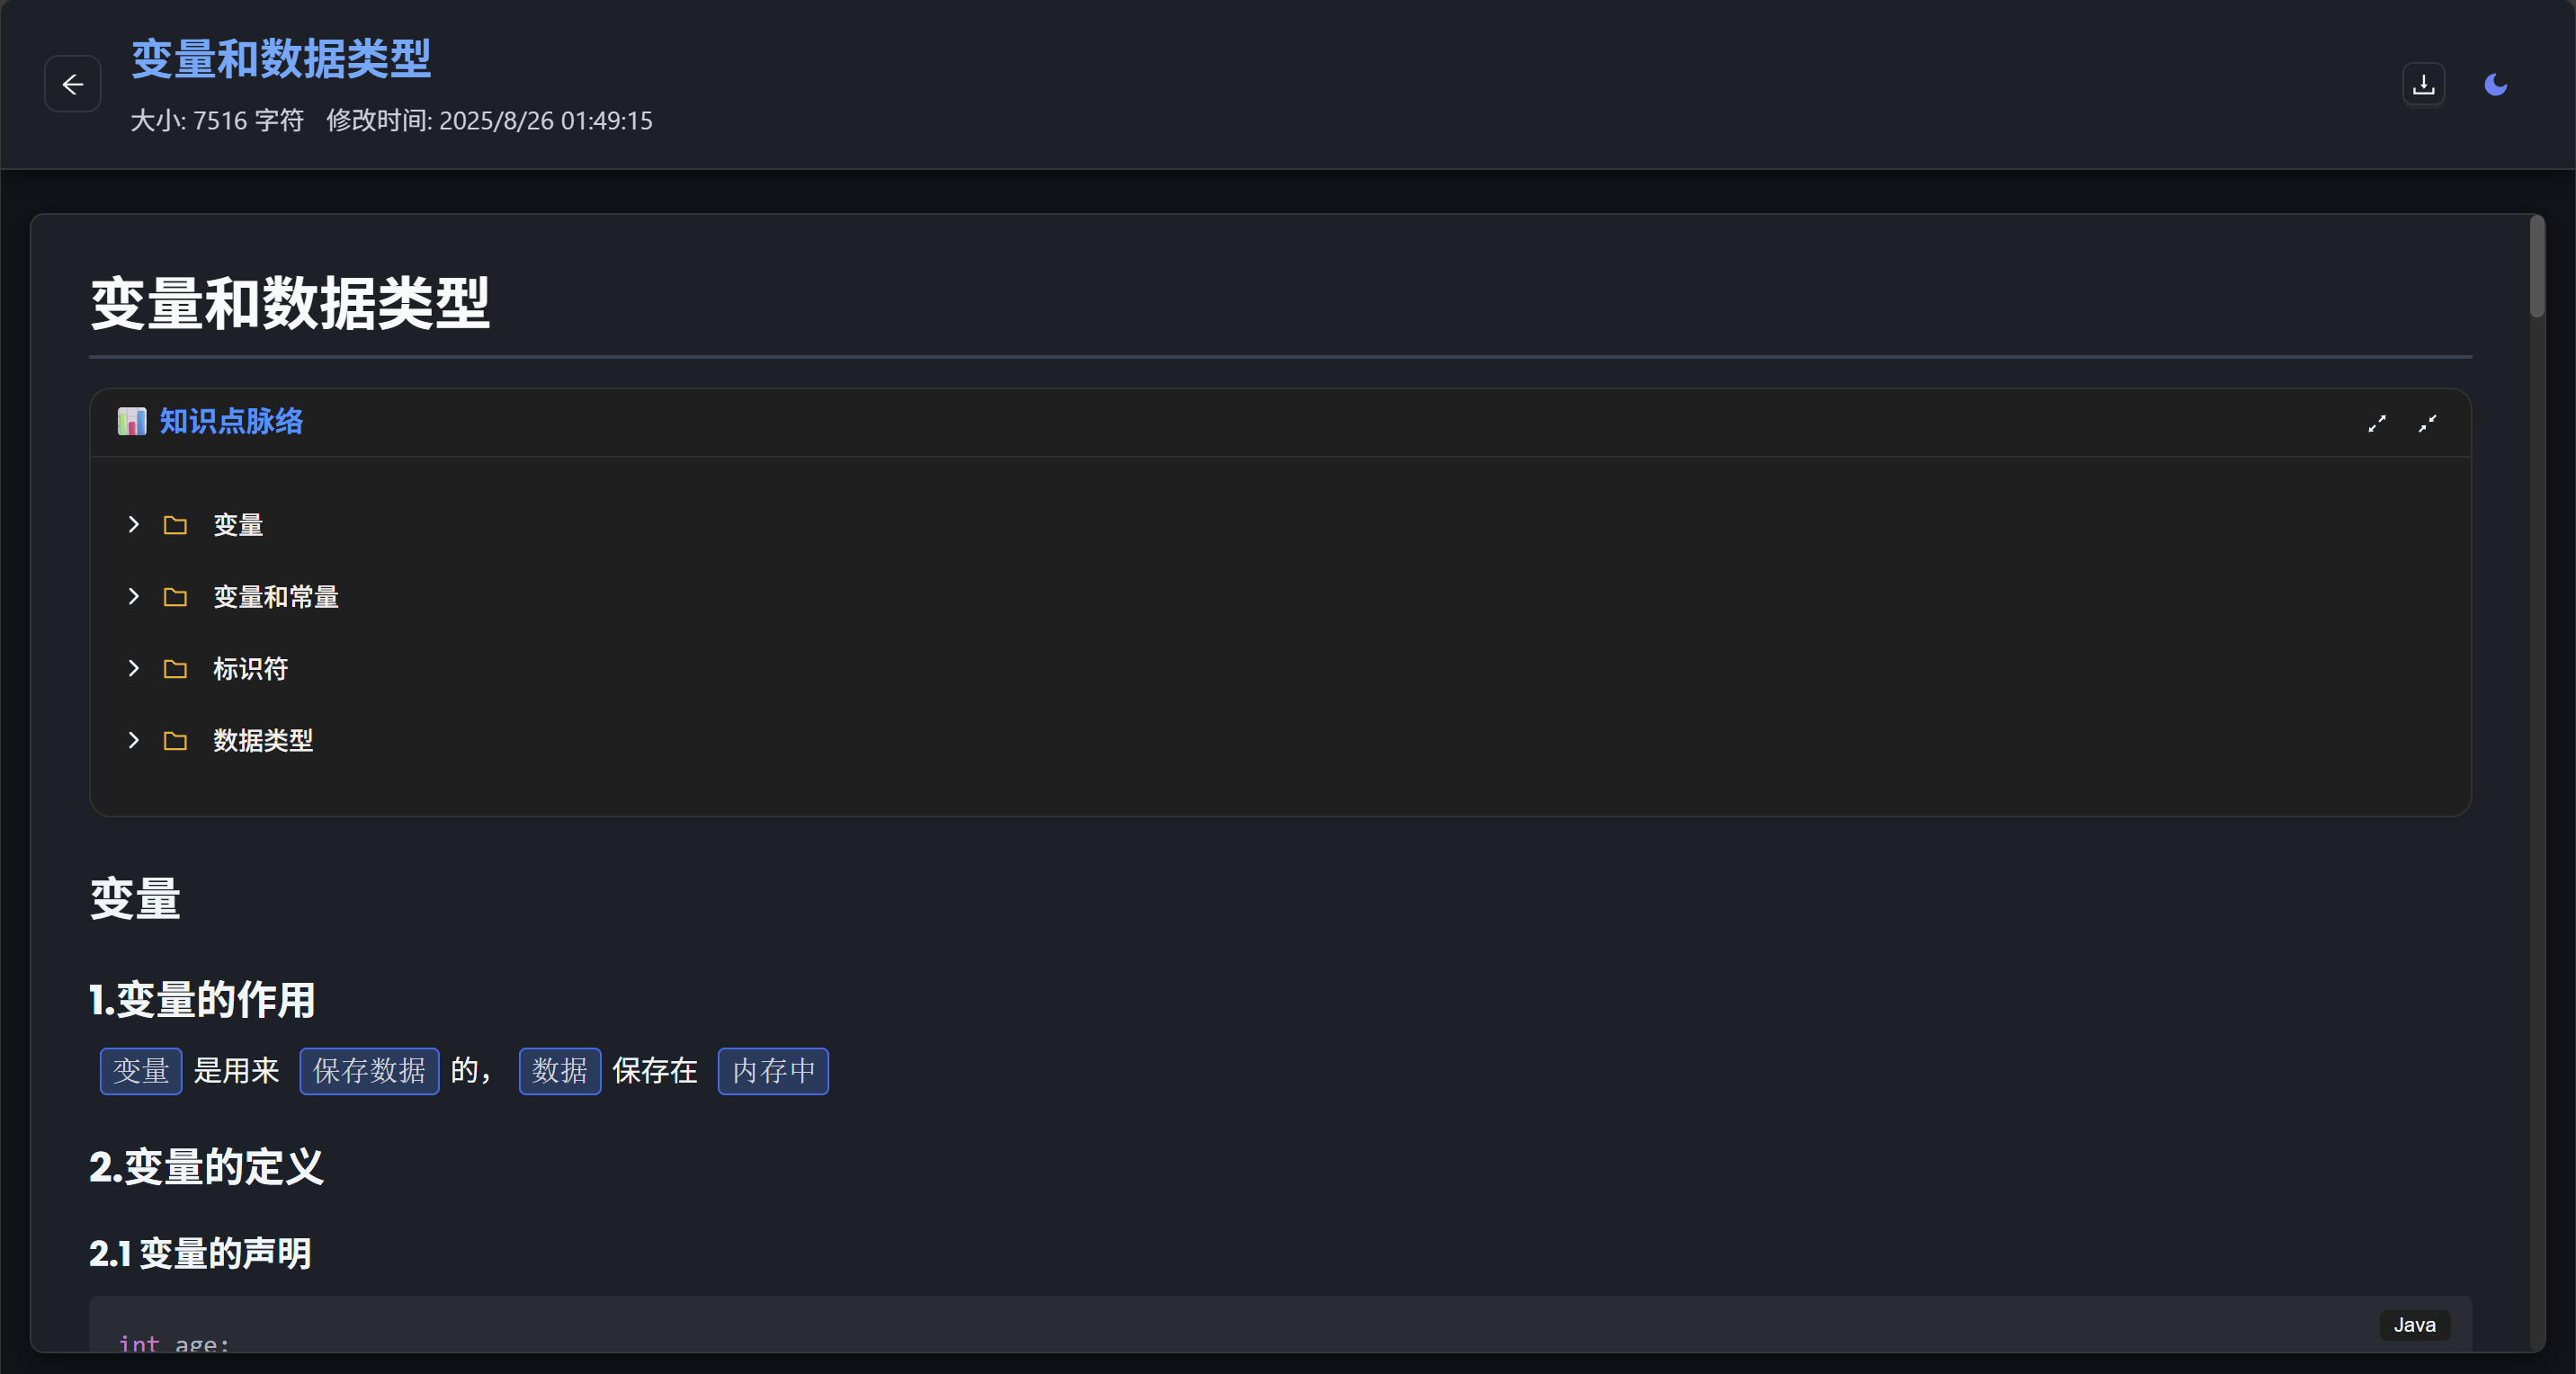 变量和数据类型
大小: 7516 字符 修改时间: 2025/8/26 01:49:15
变量和数据类型
知识点脉络
变量
变量和常量
标识符
数据类型
变量
1.变量的作用
变量 是用来 保存数据 的， 数据 保存在 内存中
2.变量的定义
2.1 变量的声明
Java
int age;